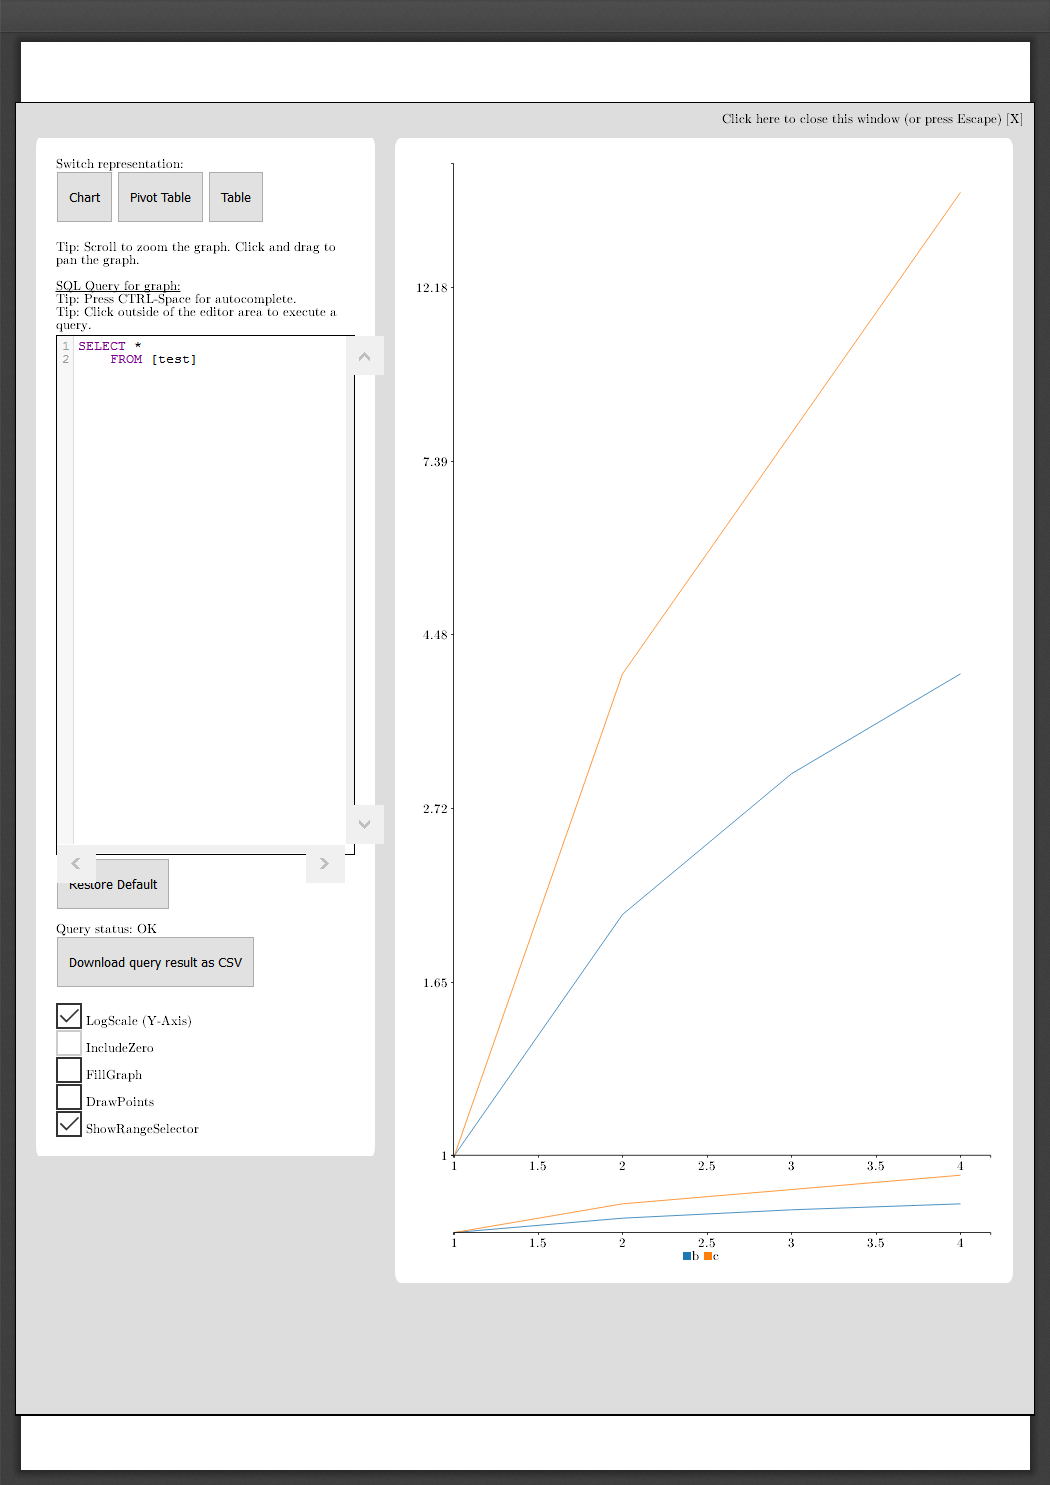 Click here to close this window (or press Escape) [X]
Switch representation:
Chart Pivot Table Table
Tip: Scroll to zoom the graph. Click and drag to
pan the graph.
SQL Query for graph:
Tip: Press CTRL-Space for autocomplete.
Tip: Click outside of the editor area to execute a
query.
1 SELECT *
2 FROM [test]
Restore Default
Query status: OK
Download query result as CSV
LogScale (Y-Axis)
IncludeZero
FillGraph
DrawPoints
ShowRangeSelector
12.18
7.39
4.48
2.72
1.65
1
1 1.5 2 2.5 3 3.5 4
1 1.5 2 2.5 3 3.5 4
b c